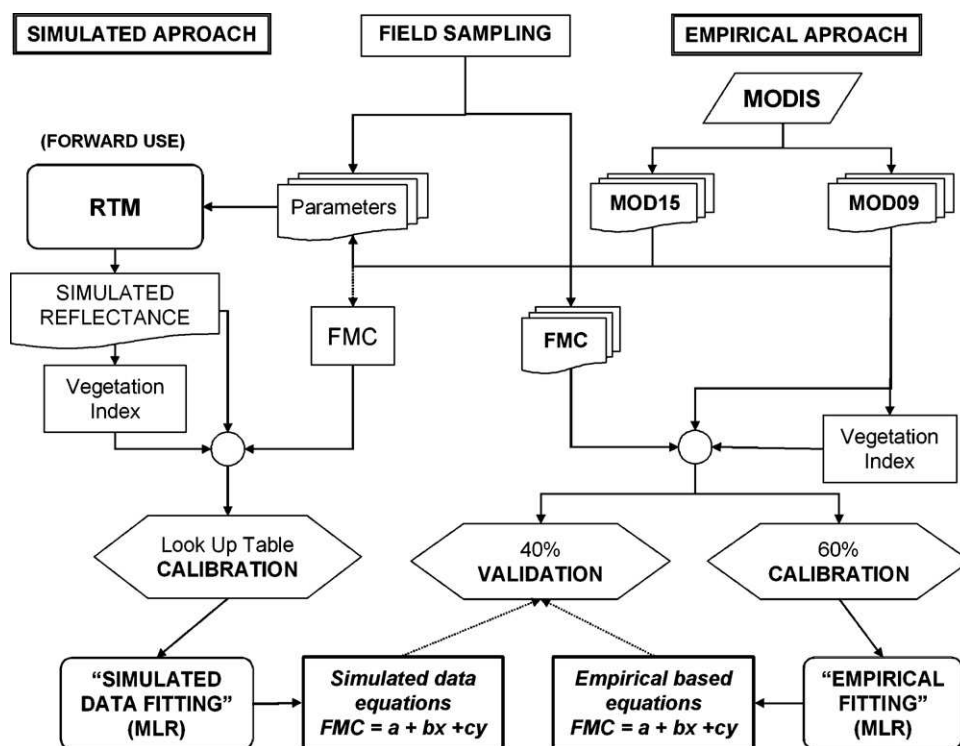 SIMULATED APROACH
FIELD SAMPLING
EMPIRICAL APROACH
MODIS
(FORWARD USE)
RTM
Parameters
MOD15
MOD09
SIMULATED
REFLECTANCE
FMC
FMC
Vegetation
Index
Vegetation
Index
Look Up Table
CALIBRATION
40%
VALIDATION
60%
CALIBRATION
“SIMULATED
DATA FITTING”
(MLR)
Simulated data
equations
FMC = a + bx +cy
Empirical based
equations
FMC = a + bx +cy
“EMPIRICAL
FITTING”
(MLR)